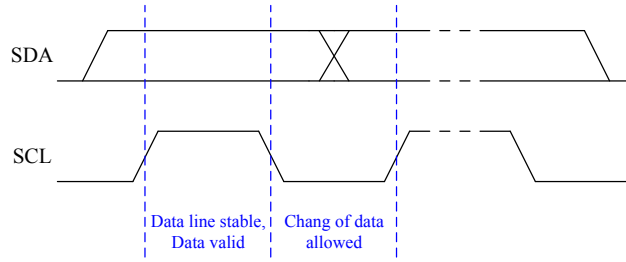 SDA
SCL
Data line stable,
Data valid
Chang of data
allowed